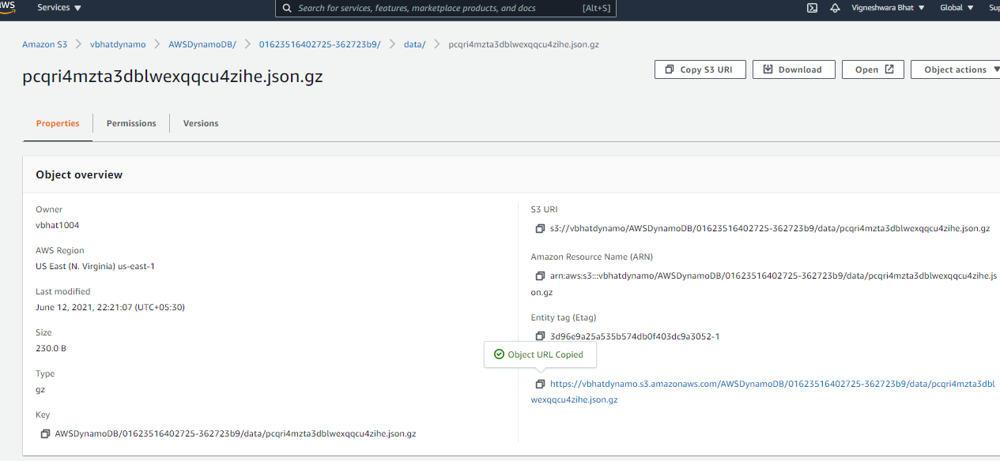 aws
Services
Search for services, features, marketplace products, and docs [Alt+S]
Vigneshwara Bhat
Global
Sup
Amazon S3 > vbhatdynamo > AWSDynamoDB/ > 01623516402725-362723b9/ > data/ > pcqri4mzta3dblwexqqcu4zihe.json.gz
pcqri4mzta3dblwexqqcu4zihe.json.gz
Copy S3 URI
Download
Open
Object actions
Properties
Permissions
Versions
Object overview
Owner
vbhat1004
AWS Region
US East (N. Virginia) us-east-1
Last modified
June 12, 2021, 22:21:07 (UTC+05:30)
Size
230.0 B
Type
gz
Key
AWSDynamoDB/01623516402725-362723b9/data/pcqri4mzta3dblwexqqcu4zihe.json.gz
S3 URI
s3://vbhatdynamo/AWSDynamoDB/01623516402725-362723b9/data/pcqri4mzta3dblwexqqcu4zihe.json.gz
Amazon Resource Name (ARN)
arn:aws:s3:::vbhatdynamo/AWSDynamoDB/01623516402725-362723b9/data/pcqri4mzta3dblwexqqcu4zihe.js
on.gz
Entity tag (Etag)
3d96e9a25a535b574db0f403dc9a3052-1
Object URL Copied
https://vbhatdynamo.s3.amazonaws.com/AWSDynamoDB/01623516402725-362723b9/data/pcqri4mzta3dbl
wexqqcu4zihe.json.gz